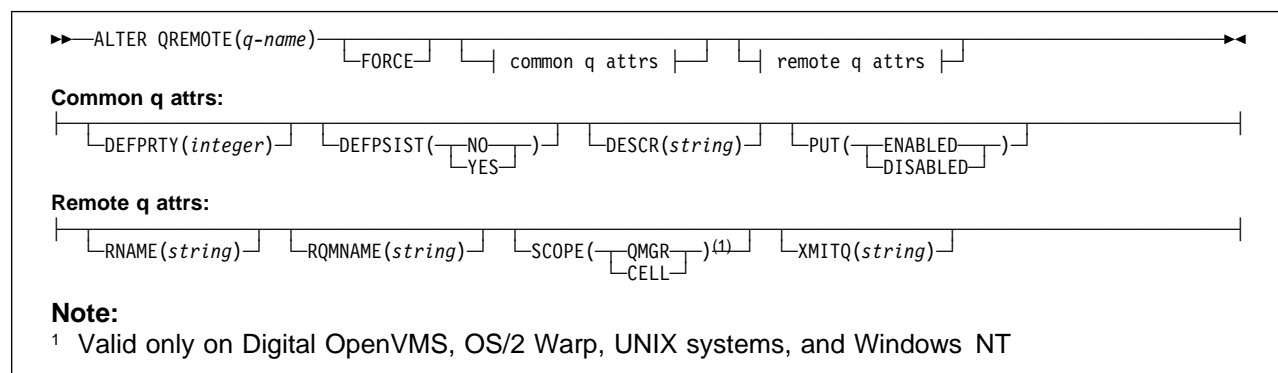 ALTER QREMOTE(q-name)
FORCE
common q attrs
remote q attrs
Common q attrs:
DEFPRTY(integer)
DEFPSIST(
NO
)
YES
DESCR(string)
PUT(
ENABLED
)
DISABLED
Remote q attrs:
RNAME(string)
RQMNAME(string)
SCOPE(
QMGR
)(1)
CELL
XMITQ(string)
Note:
1 Valid only on Digital OpenVMS, OS/2 Warp, UNIX systems, and Windows NT